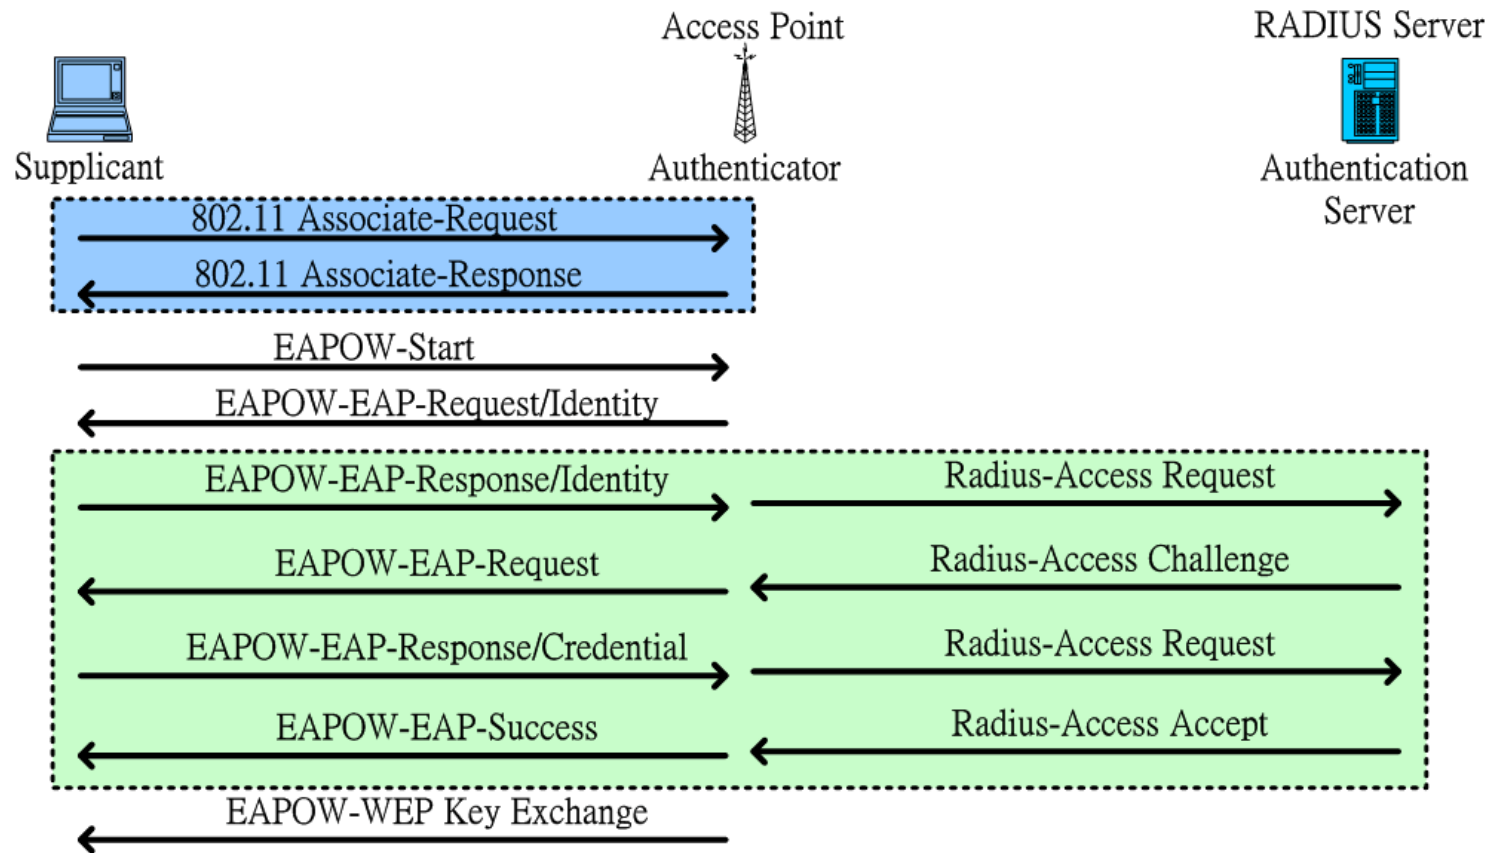 Access Point
RADIUS Server
Supplicant
Authenticator
Authentication
Server
802.11 Associate-Request
802.11 Associate-Response
EAPOW-Start
EAPOW-EAP-Request/Identity
EAPOW-EAP-Response/Identity
Radius-Access Request
EAPOW-EAP-Request
Radius-Access Challenge
EAPOW-EAP-Response/Credential
Radius-Access Request
EAPOW-EAP-Success
Radius-Access Accept
EAPOW-WEP Key Exchange